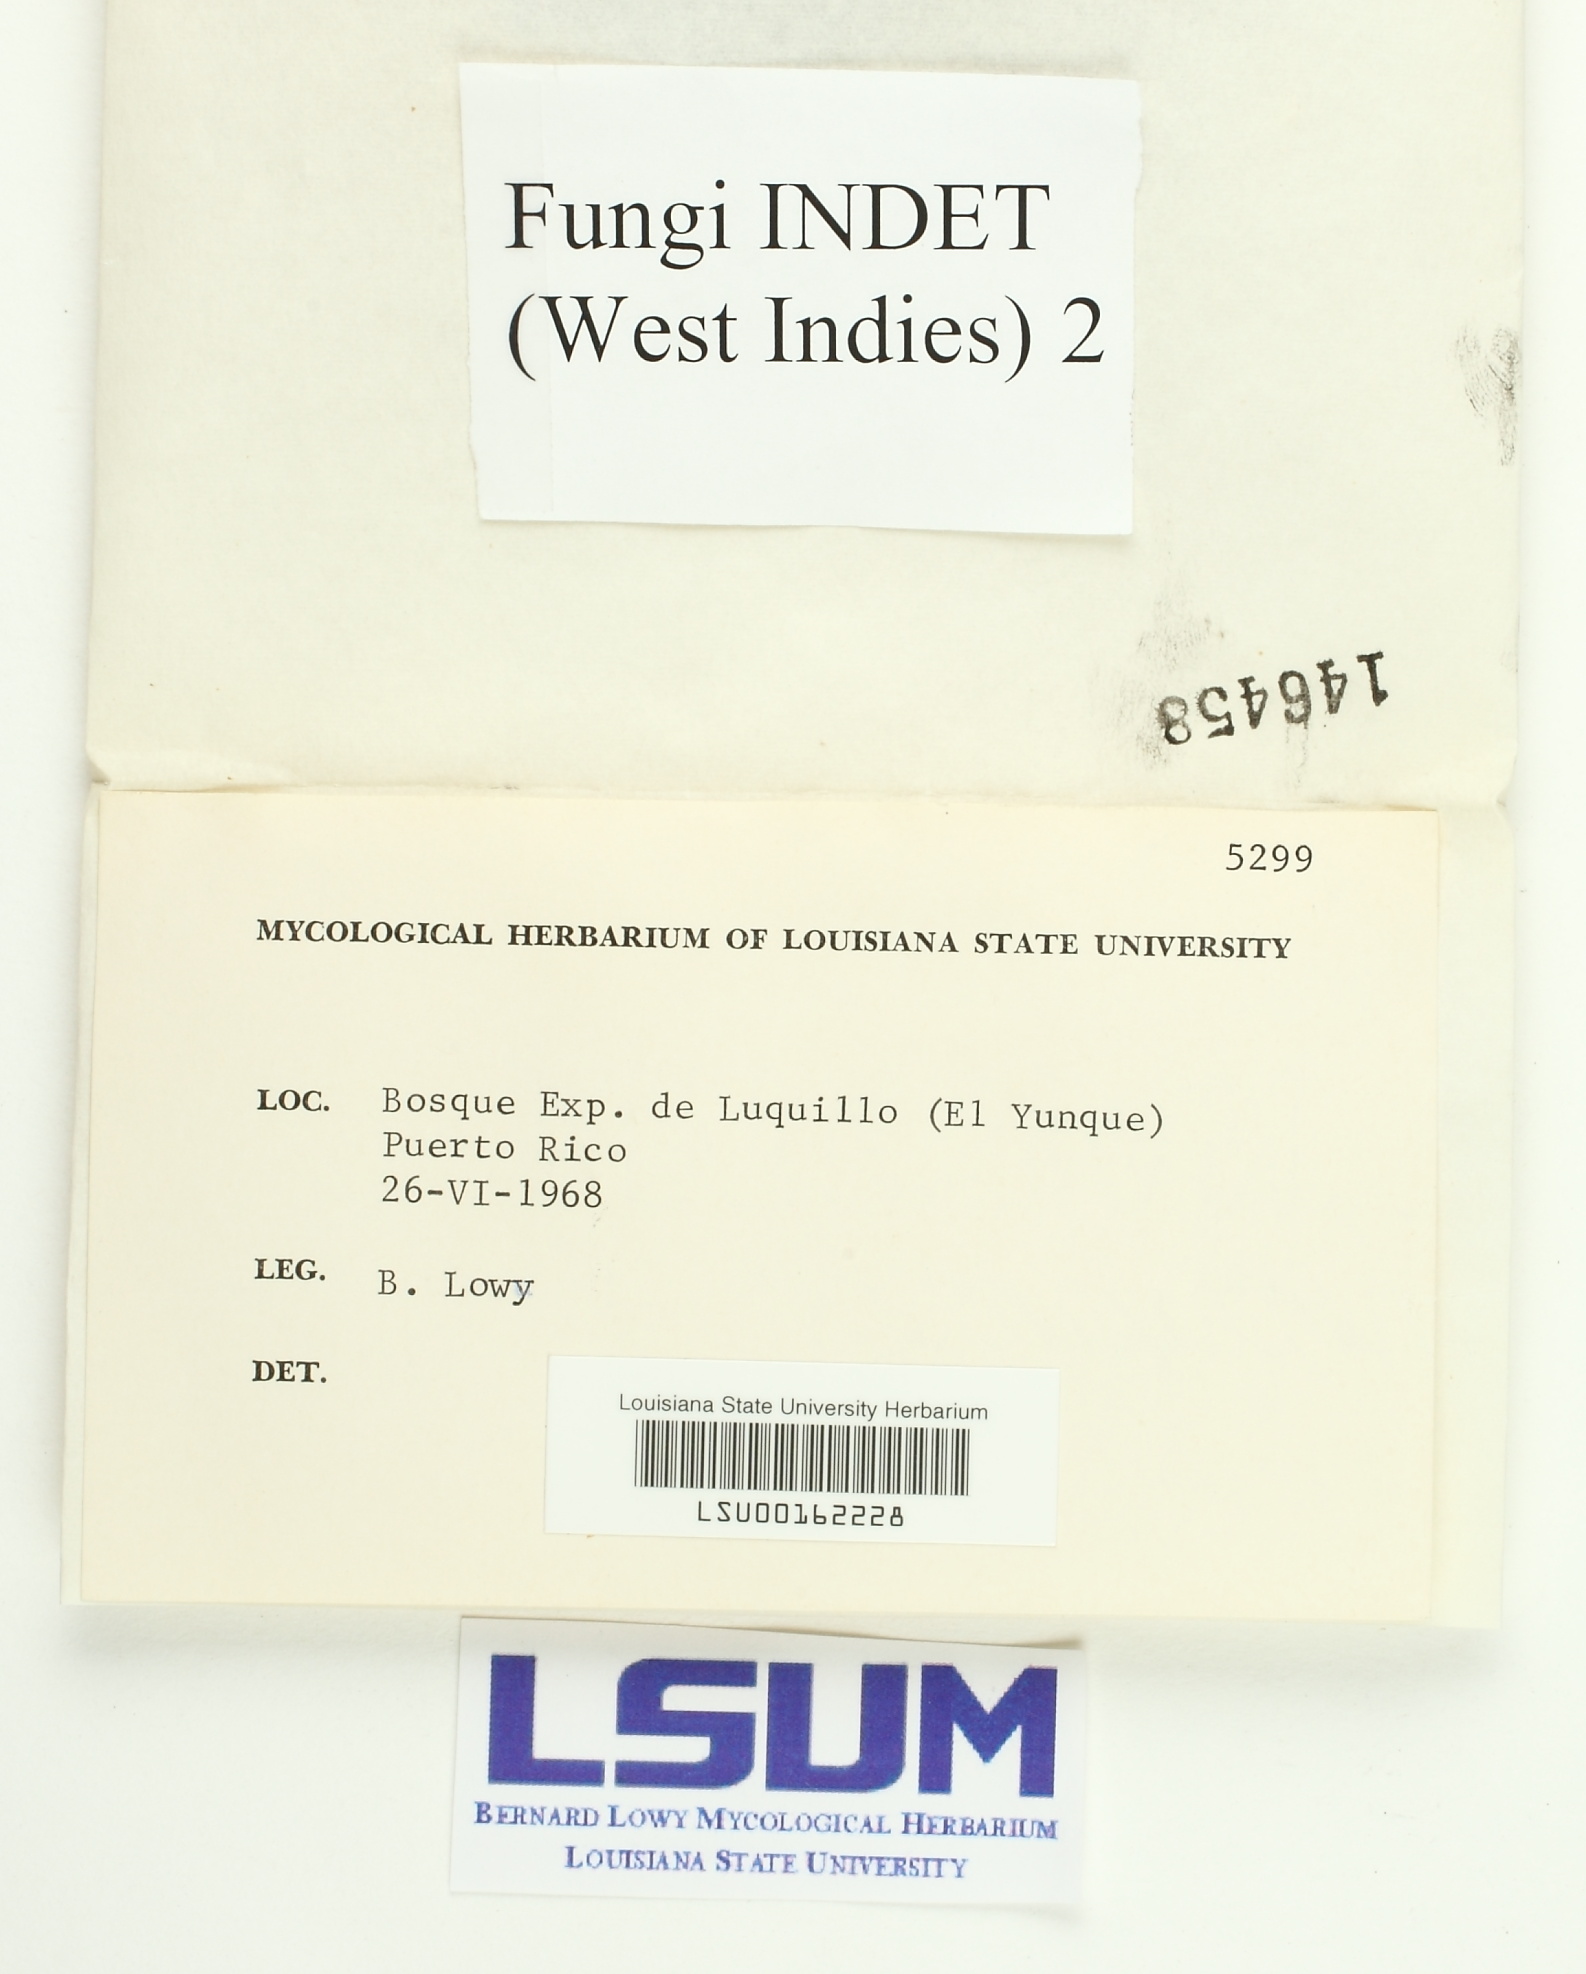 Fungi INDET
(West Indies) 2
146458
5299
MYCOLOGICAL HERBARIUM OF LOUISIANA STATE UNIVERSITY
LOC. Bosque Exp. de Luquillo (El Yunque)
Puerto Rico
26-VI-1968
LEG. B. Lowy
DET.
Louisiana State University Herbarium
LSU00162228
LSUM
BERNARD LOWY MYCOLOGICAL HERBARIUM
LOUISIANA STATE UNIVERSITY